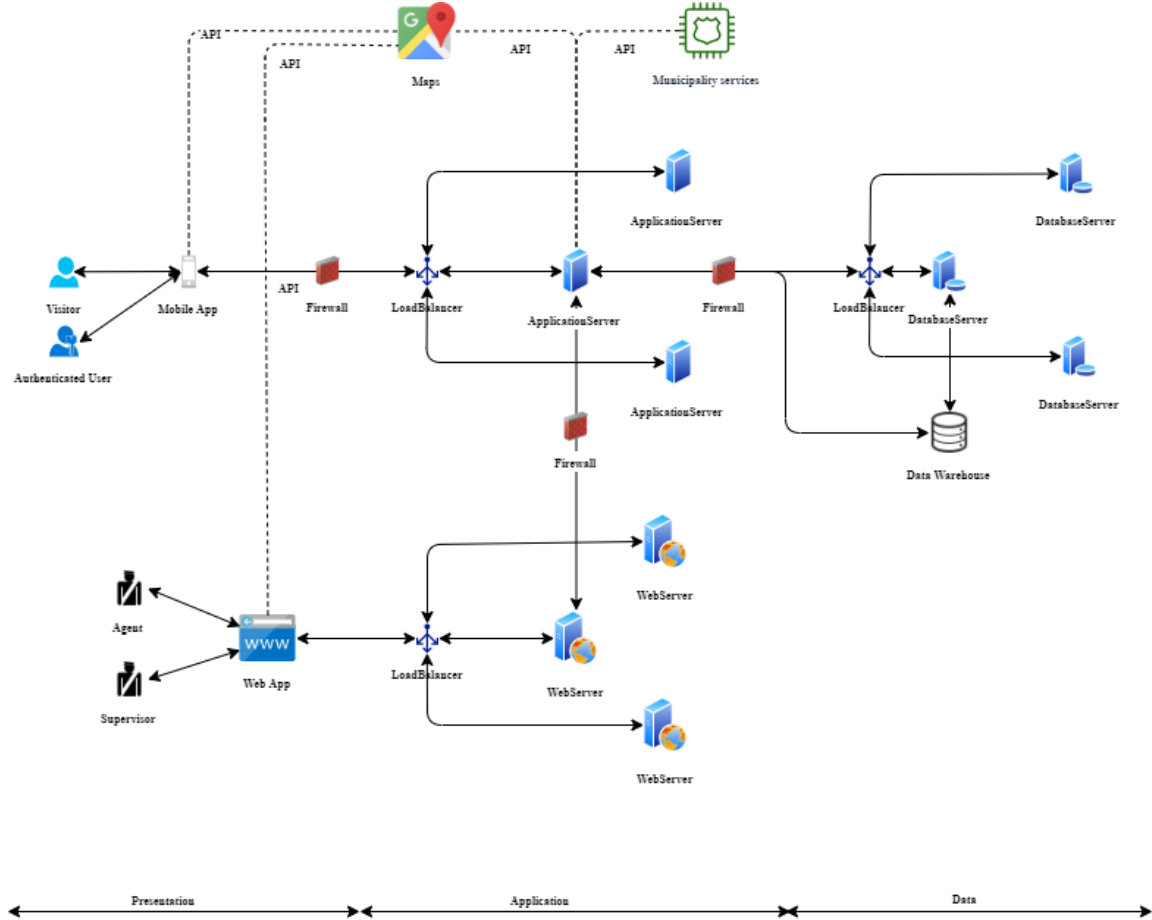 API
API
API
API
Maps
Municipality services
ApplicationServer
DatabaseServer
Visitor
Mobile App
API
Firewall
LoadBalancer
ApplicationServer
Firewall
LoadBalancer
DatabaseServer
Authenticated User
ApplicationServer
DatabaseServer
Firewall
Data Warehouse
WebServer
Agent
WWW
Web App
LoadBalancer
WebServer
Supervisor
WebServer
Presentation
Application
Data